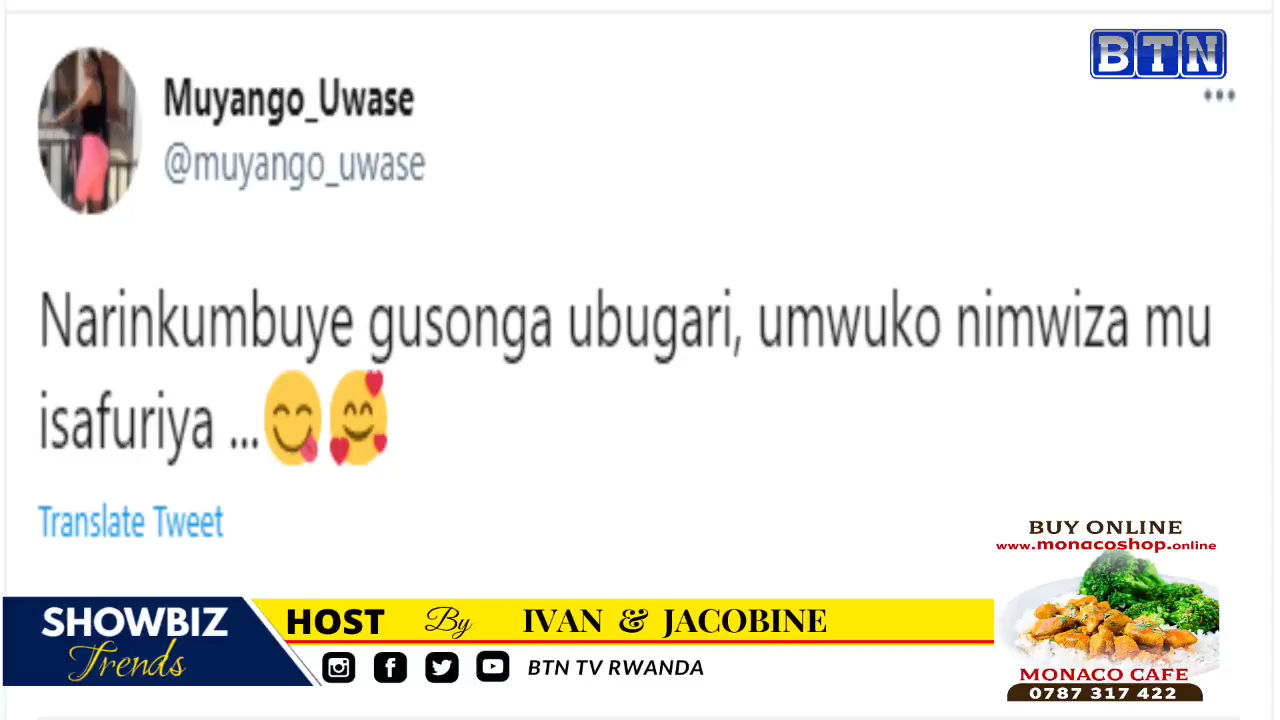 BTN
Muyango_Uwase
@muyango_uwase
Narinkumbuye gusonga ubugari, umwuko nimwiza mu
isafuriya ...😋🥰
Translate Tweet
BUY ONLINE
www.monacoshop.online
SHOWBIZ
Trends
HOST By IVAN & JACOBINE
BTN TV RWANDA
MONACO CAFE
0787 317 422